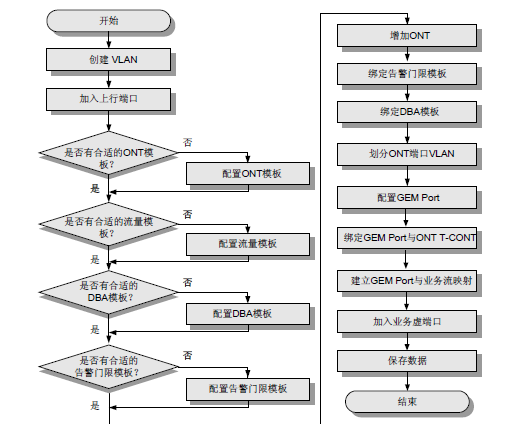 开始
创建 VLAN
加入上行端口
是否有合适的ONT模
板？
否
配置ONT模板
是
是否有合适的流量模
板？
否
配置流量模板
是
是否有合适的
DBA模板？
否
配置DBA模板
是
是否有合适的
告警门限模板？
否
配置告警门限模板
是
增加ONT
绑定告警门限模板
绑定DBA模板
划分ONT端口VLAN
配置GEM Port
绑定GEM Port与ONT T-CONT
建立GEM Port与业务流映射
加入业务虚端口
保存数据
结束